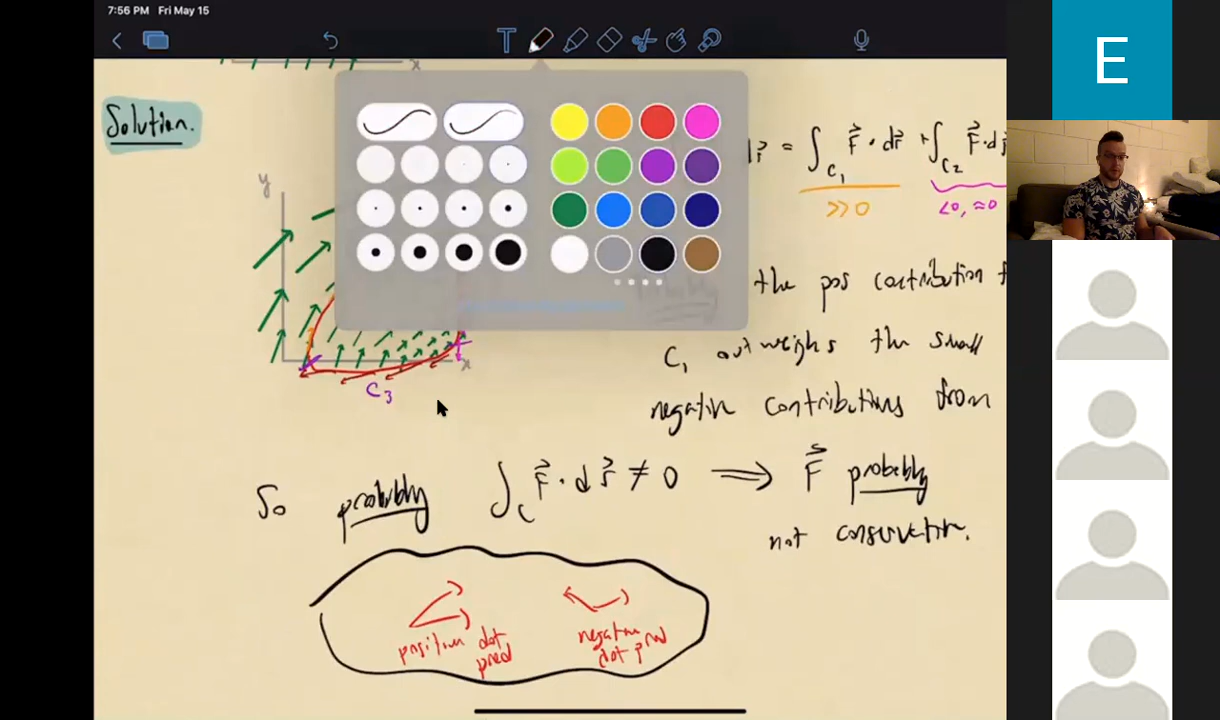 7:56 PM Fri May 15
T
E
x
Solution.
y
dr⃗ = ∫C₁ F⃗ · dr⃗ + ∫C₂ F⃗ · d
>> 0
<0, ≈0
the pos contribution
C₁ outweighs the small
negative contributions from
x
C₃
So probably ∫C F⃗ · d r⃗ ≠ 0 ⟹ F⃗ probably
not conservative.
positive dot
prod
negative
dot prod